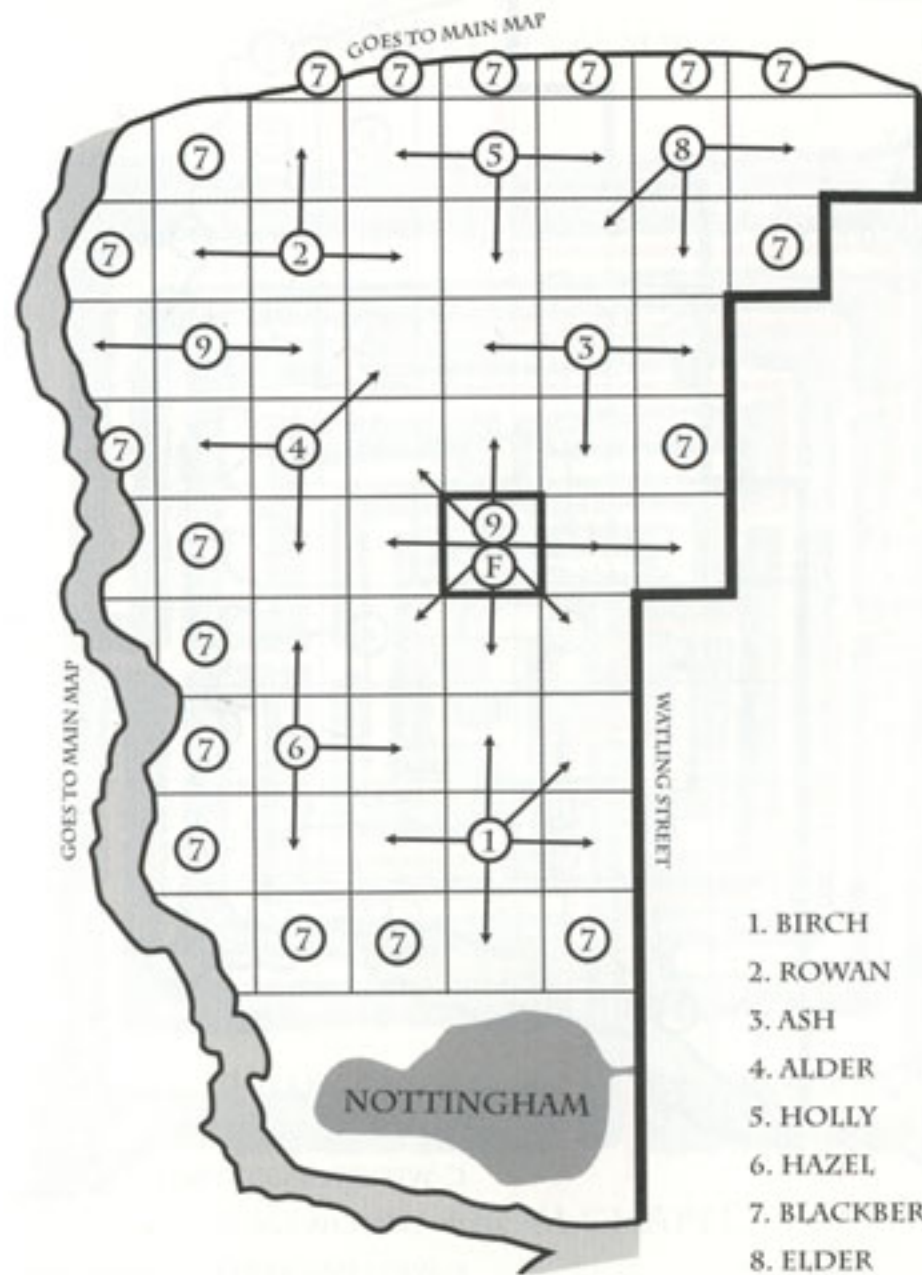 GOES TO MAIN MAP
7 7 7 7 7 7
7 5 8
7 2 7
9 3
7 4 7
9
7 F
7
7 6
7 1
7 7 7
GOES TO MAIN MAP
WATLING STREET
NOTTINGHAM
1. BIRCH
2. ROWAN
3. ASH
4. ALDER
5. HOLLY
6. HAZEL
7. BLACKBER
8. ELDER